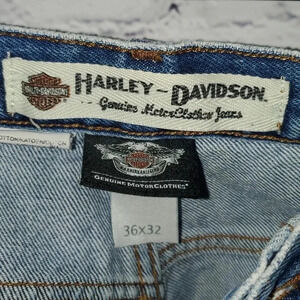 HARLEY-DAVIDSON
Genuine MotorClothes Jeans
GENUINE MOTORCLOTHES
36X32